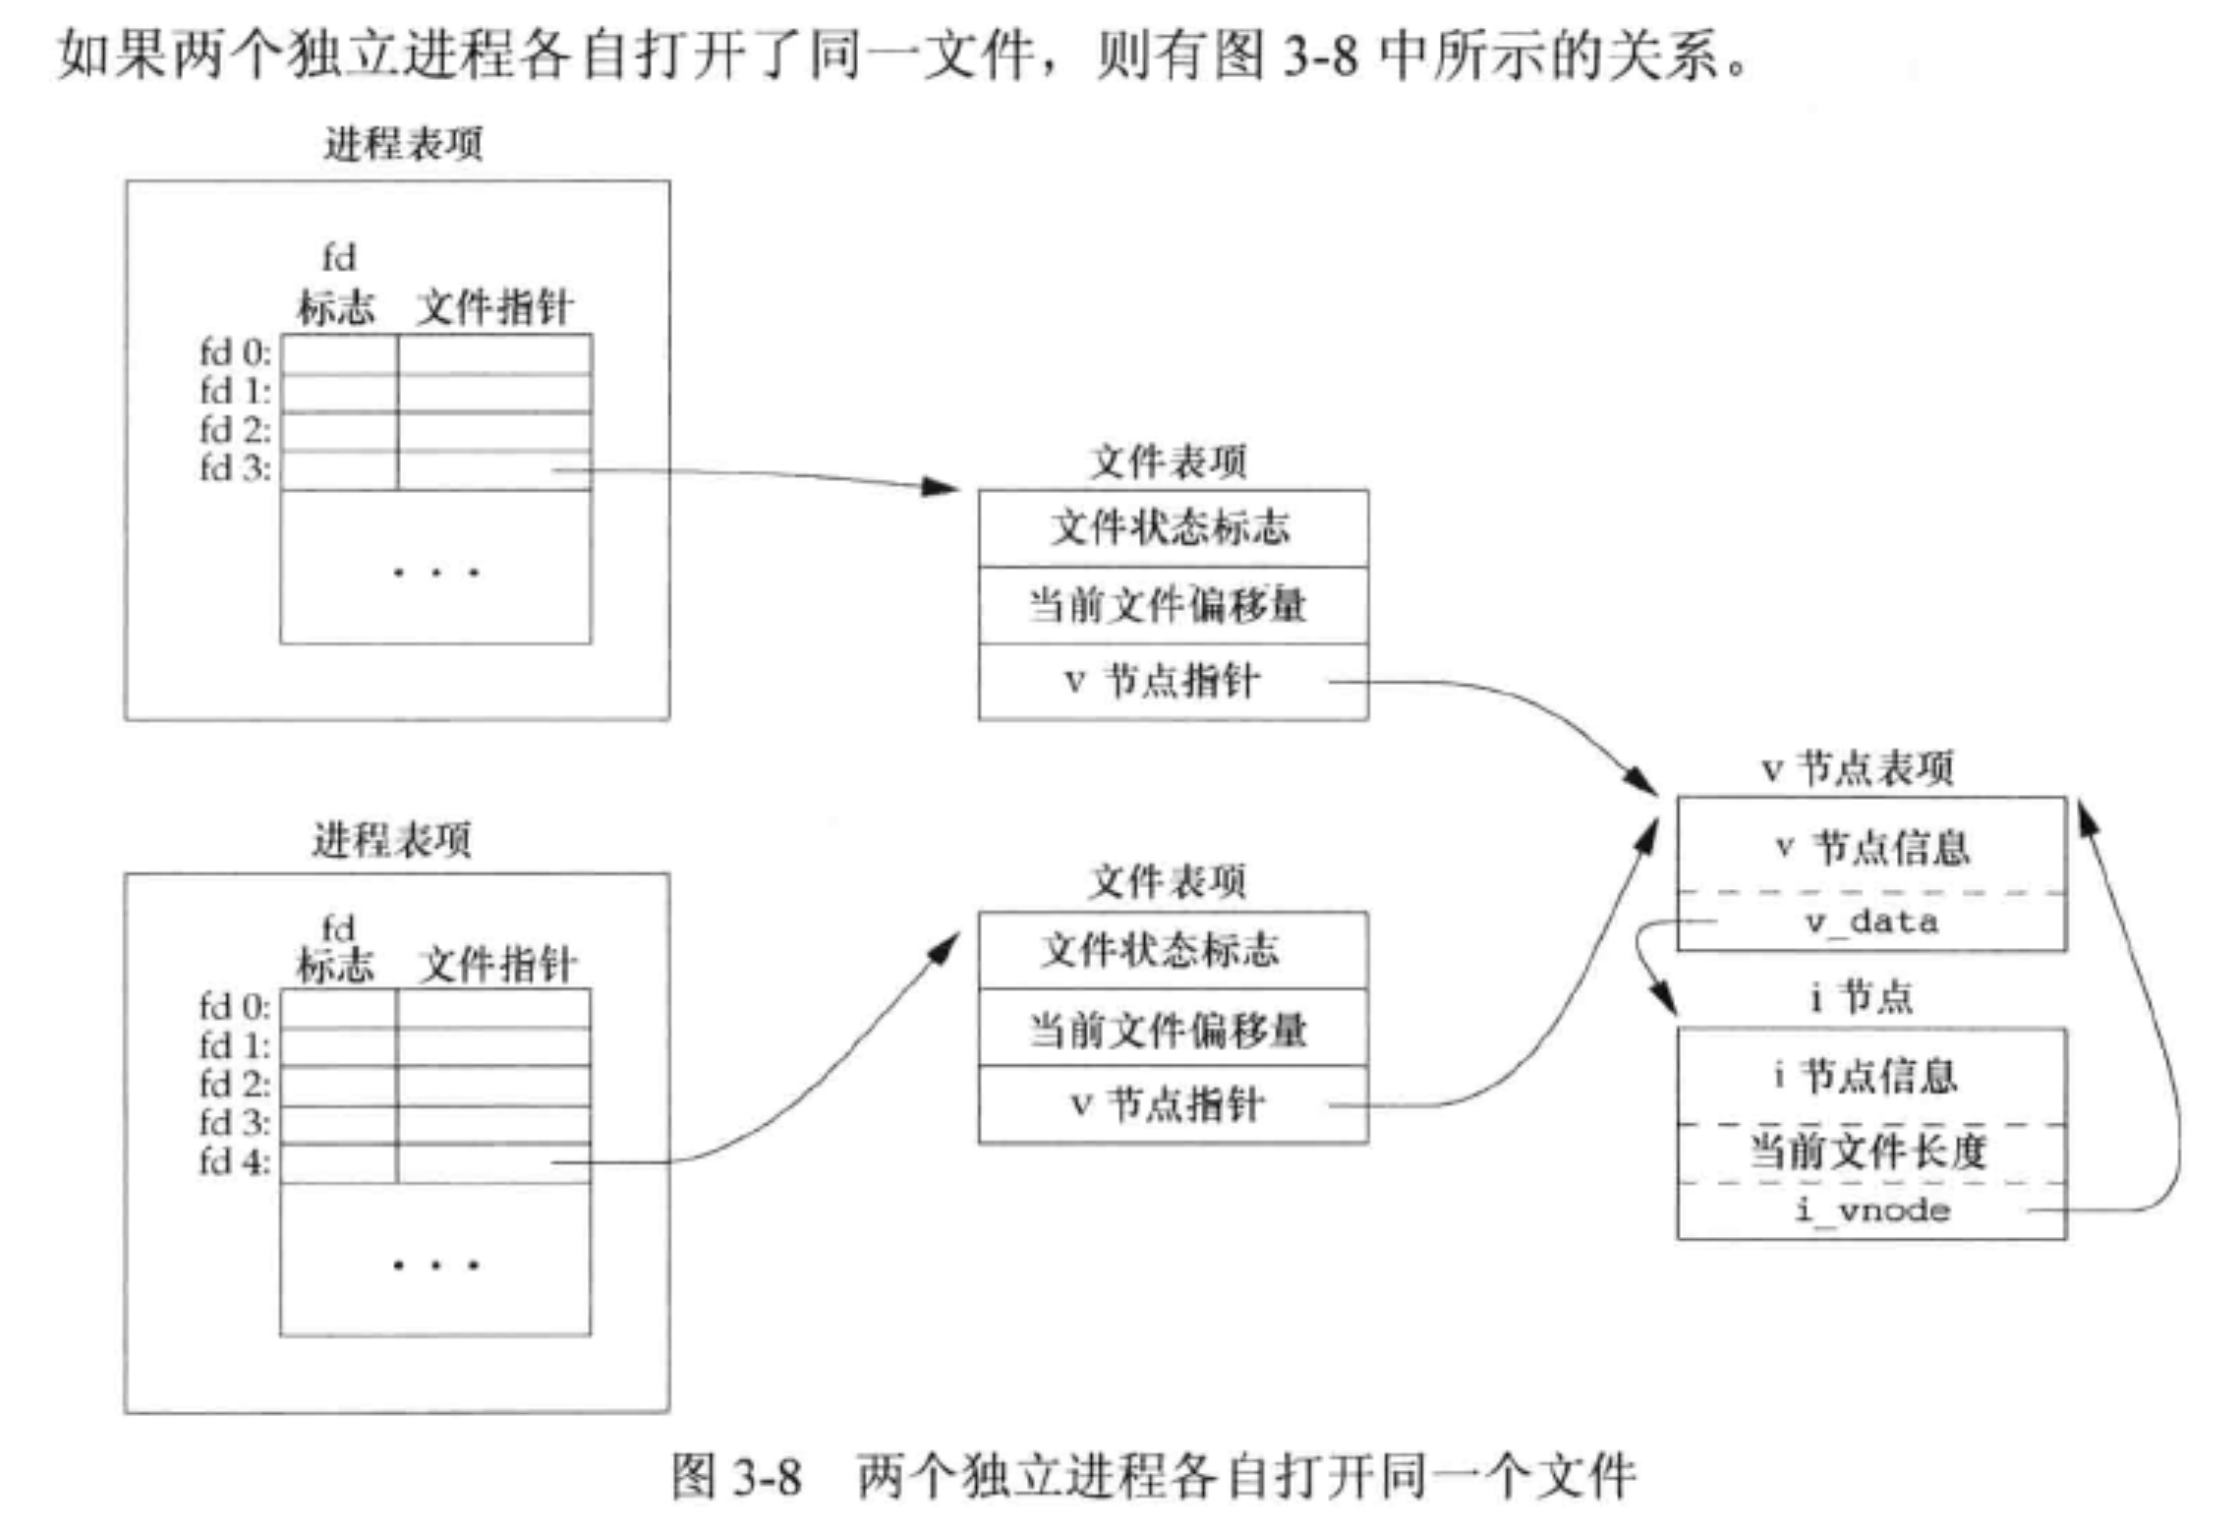 如果两个独立进程各自打开了同一文件，则有图 3-8 中所示的关系。
进程表项
fd
标志 文件指针
fd 0:
fd 1:
fd 2:
fd 3:
. . .
文件表项
文件状态标志
当前文件偏移量
v 节点指针
进程表项
fd
标志 文件指针
fd 0:
fd 1:
fd 2:
fd 3:
fd 4:
. . .
文件表项
文件状态标志
当前文件偏移量
v 节点指针
v 节点表项
v 节点信息
v_data
i 节点
i 节点信息
当前文件长度
i_vnode
图 3-8 两个独立进程各自打开同一个文件